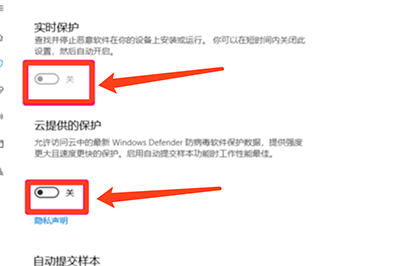 实时保护
查找并停止恶意软件在你的设备上安装或运行。你可以在短时间内关闭此
设置，然后自动开启。
关
云提供的保护
允许访问云中的最新 Windows Defender 防病毒软件保护数据，提供强度
更大且速度更快的保护。启用自动提交样本功能时工作性能最佳。
关
隐私声明
自动提交样本